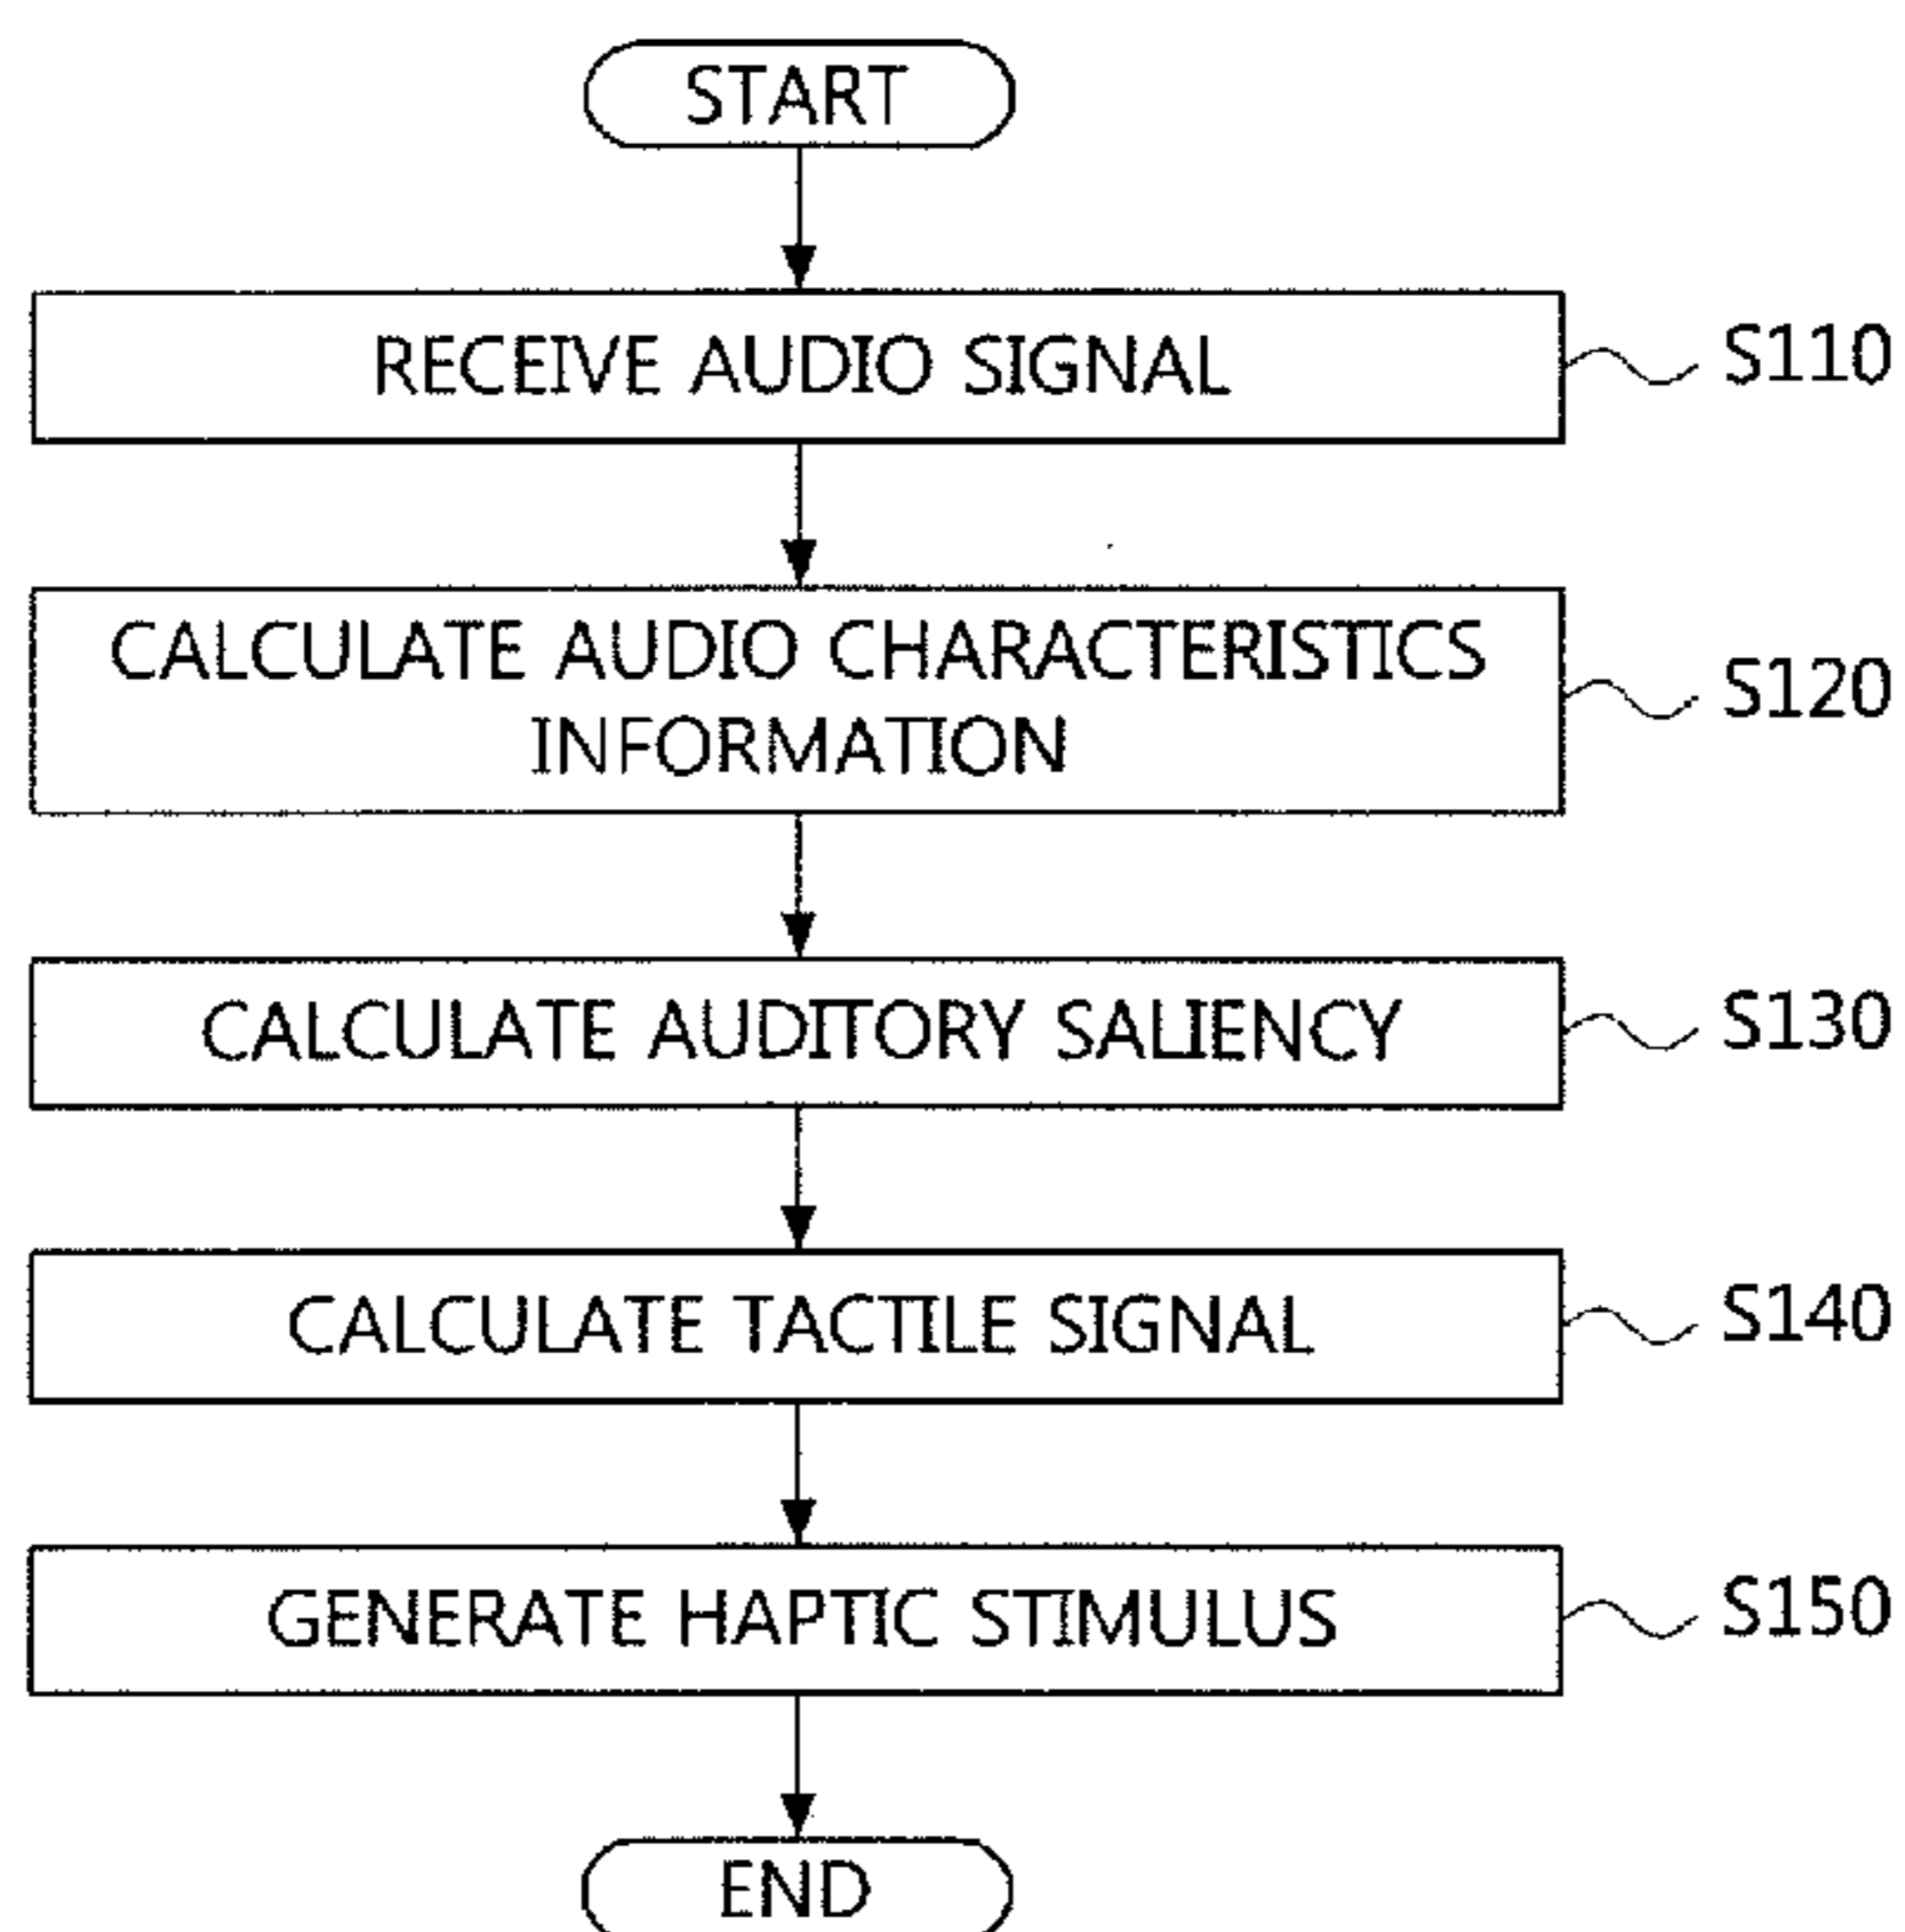 START
RECEIVE AUDIO SIGNAL
S110
CALCULATE AUDIO CHARACTERISTICS
INFORMATION
S120
CALCULATE AUDITORY SALIENCY
S130
CALCULATE TACTILE SIGNAL
S140
GENERATE HAPTIC STIMULUS
S150
END